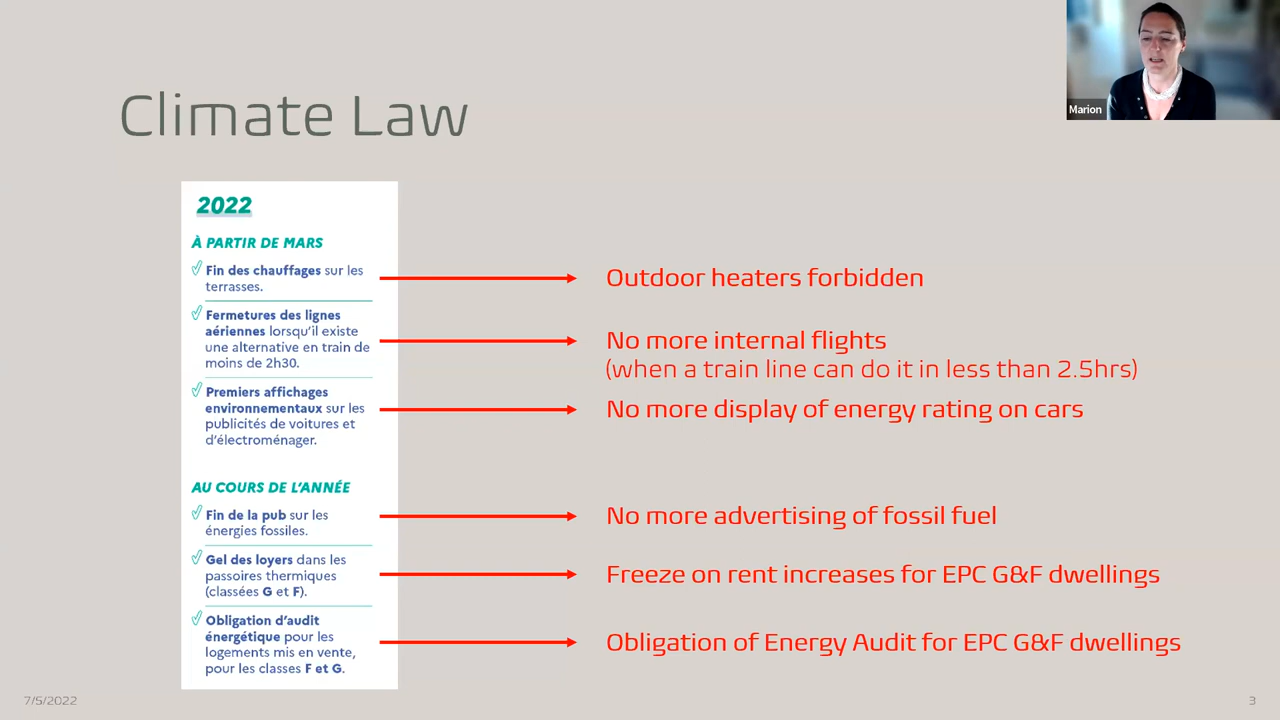 Marion
Climate Law
2022
À PARTIR DE MARS
Fin des chauffages sur les
terrasses.
Outdoor heaters forbidden
Fermetures des lignes
aériennes lorsqu'il existe
une alternative en train de
moins de 2h30.
No more internal flights
(when a train line can do it in less than 2.5hrs)
Premiers affichages
environnementaux sur les
publicités de voitures et
d'électroménager.
No more display of energy rating on cars
AU COURS DE L'ANNÉE
Fin de la pub sur les
énergies fossiles.
No more advertising of fossil fuel
Gel des loyers dans les
passoires thermiques
(classées G et F).
Freeze on rent increases for EPC G&F dwellings
Obligation d'audit
énergétique pour les
logements mis en vente,
pour les classes F et G.
Obligation of Energy Audit for EPC G&F dwellings
7/5/2022
3